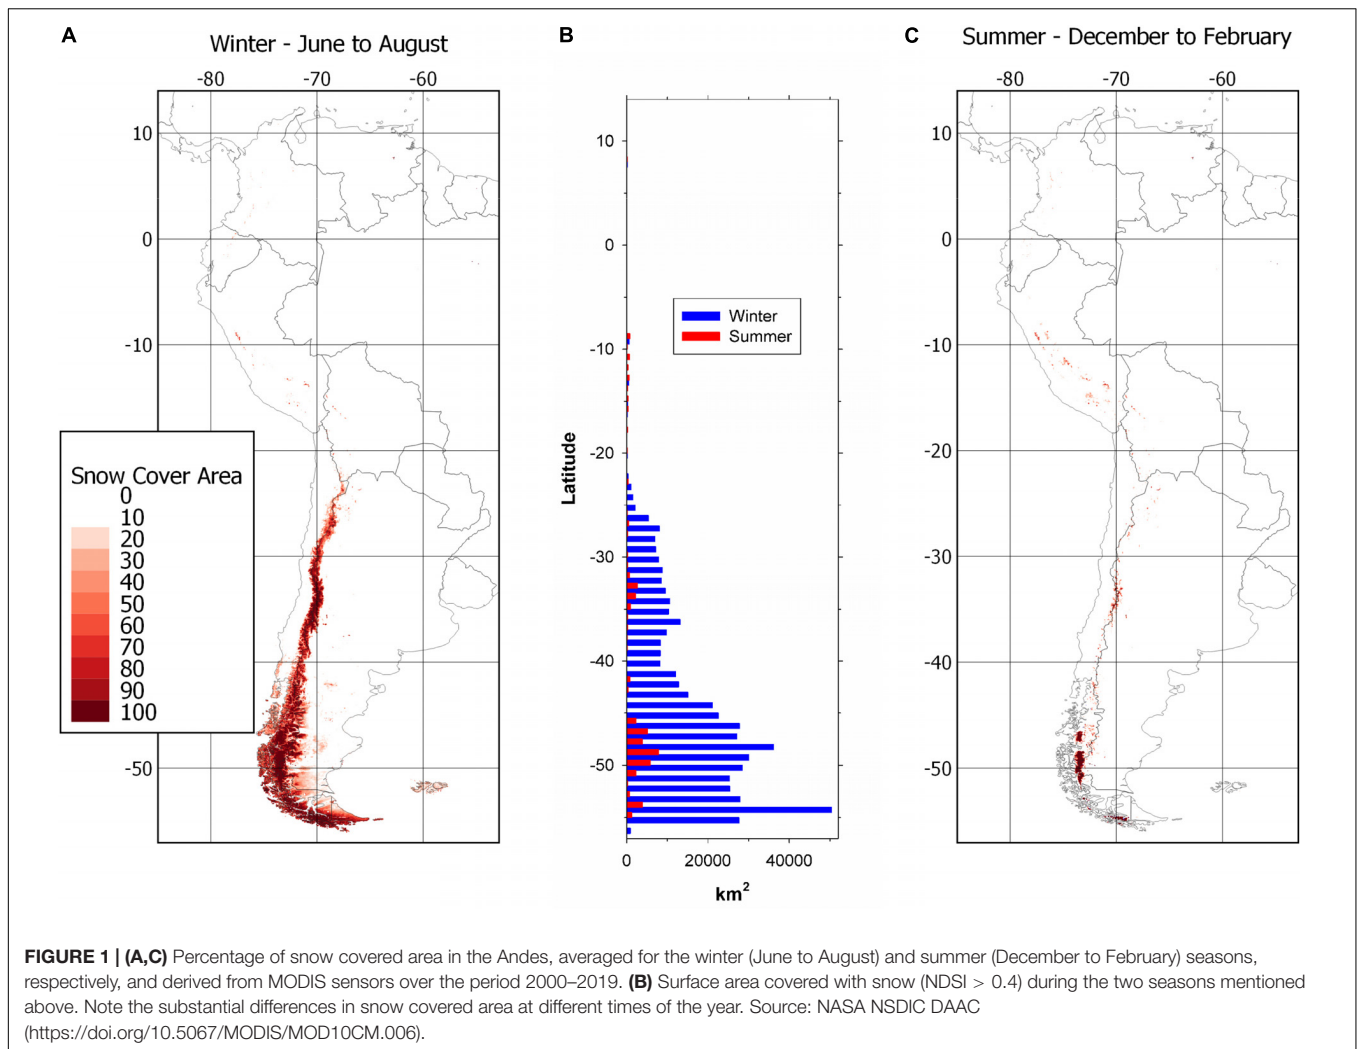 A
Winter - June to August
-80 -70 -60
10
0
-10
-50
Snow Cover Area
0
10
20
30
40
50
60
70
80
90
100
B
10
0
-10
-20
-30
-40
-50
Latitude
Winter
Summer
0 20000 40000
km²
C
Summer - December to February
-80 -70 -60
10
0
-10
-20
-30
-40
-50
FIGURE 1 | (A,C) Percentage of snow covered area in the Andes, averaged for the winter (June to August) and summer (December to February) seasons,
respectively, and derived from MODIS sensors over the period 2000–2019. (B) Surface area covered with snow (NDSI > 0.4) during the two seasons mentioned
above. Note the substantial differences in snow covered area at different times of the year. Source: NASA NSDIC DAAC
(https://doi.org/10.5067/MODIS/MOD10CM.006).